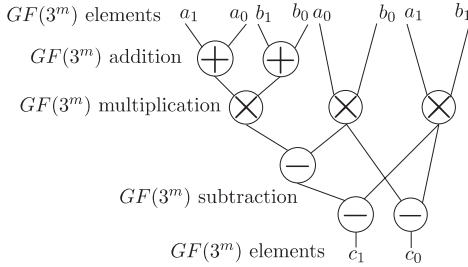 GF(3^m) elements a_1 a_0 b_1 b_0 a_0 b_0 a_1 b_1
GF(3^m) addition + +
GF(3^m) multiplication × × ×
−
GF(3^m) subtraction
− −
GF(3^m) elements c_1 c_0